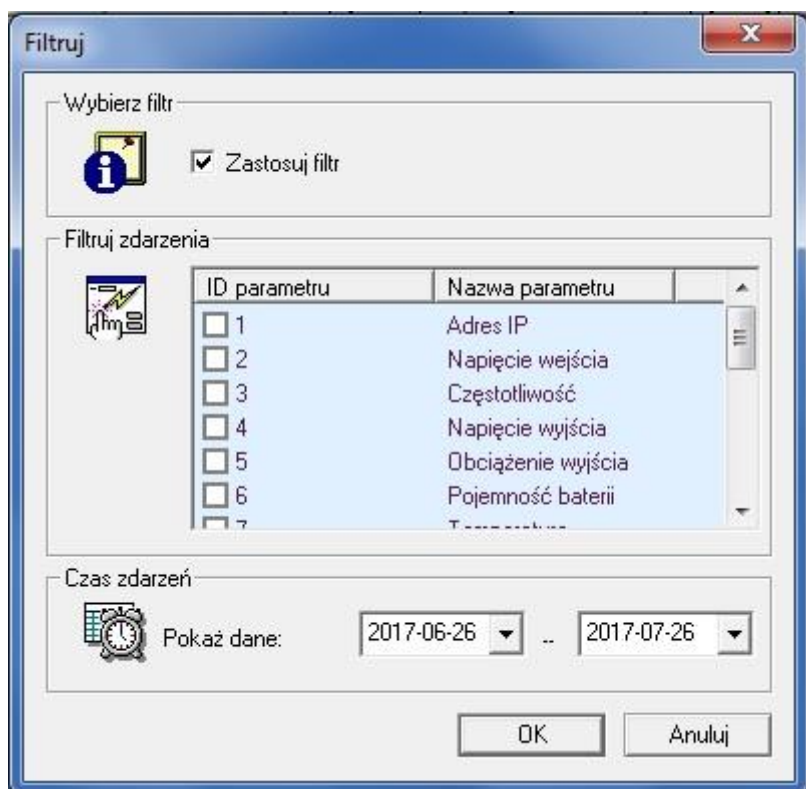 Filtruj
Wybierz filtr
Zastosuj filtr
Filtruj zdarzenia
ID parametru Nazwa parametru
1 Adres IP
2 Napięcie wejścia
3 Częstotliwość
4 Napięcie wyjścia
5 Obciążenie wyjścia
6 Pojemność baterii
7
Czas zdarzeń
Pokaż dane: 2017-06-26 .. 2017-07-26
OK Anuluj